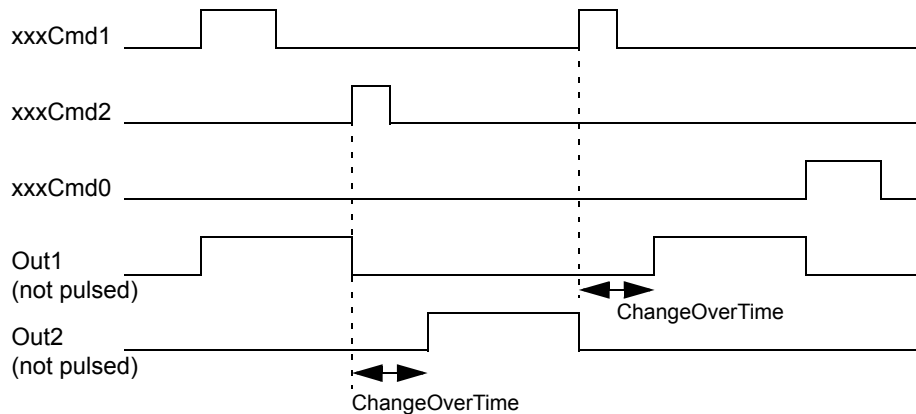 xxxCmd1
xxxCmd2
xxxCmd0
Out1
(not pulsed)
ChangeOverTime
Out2
(not pulsed)
ChangeOverTime